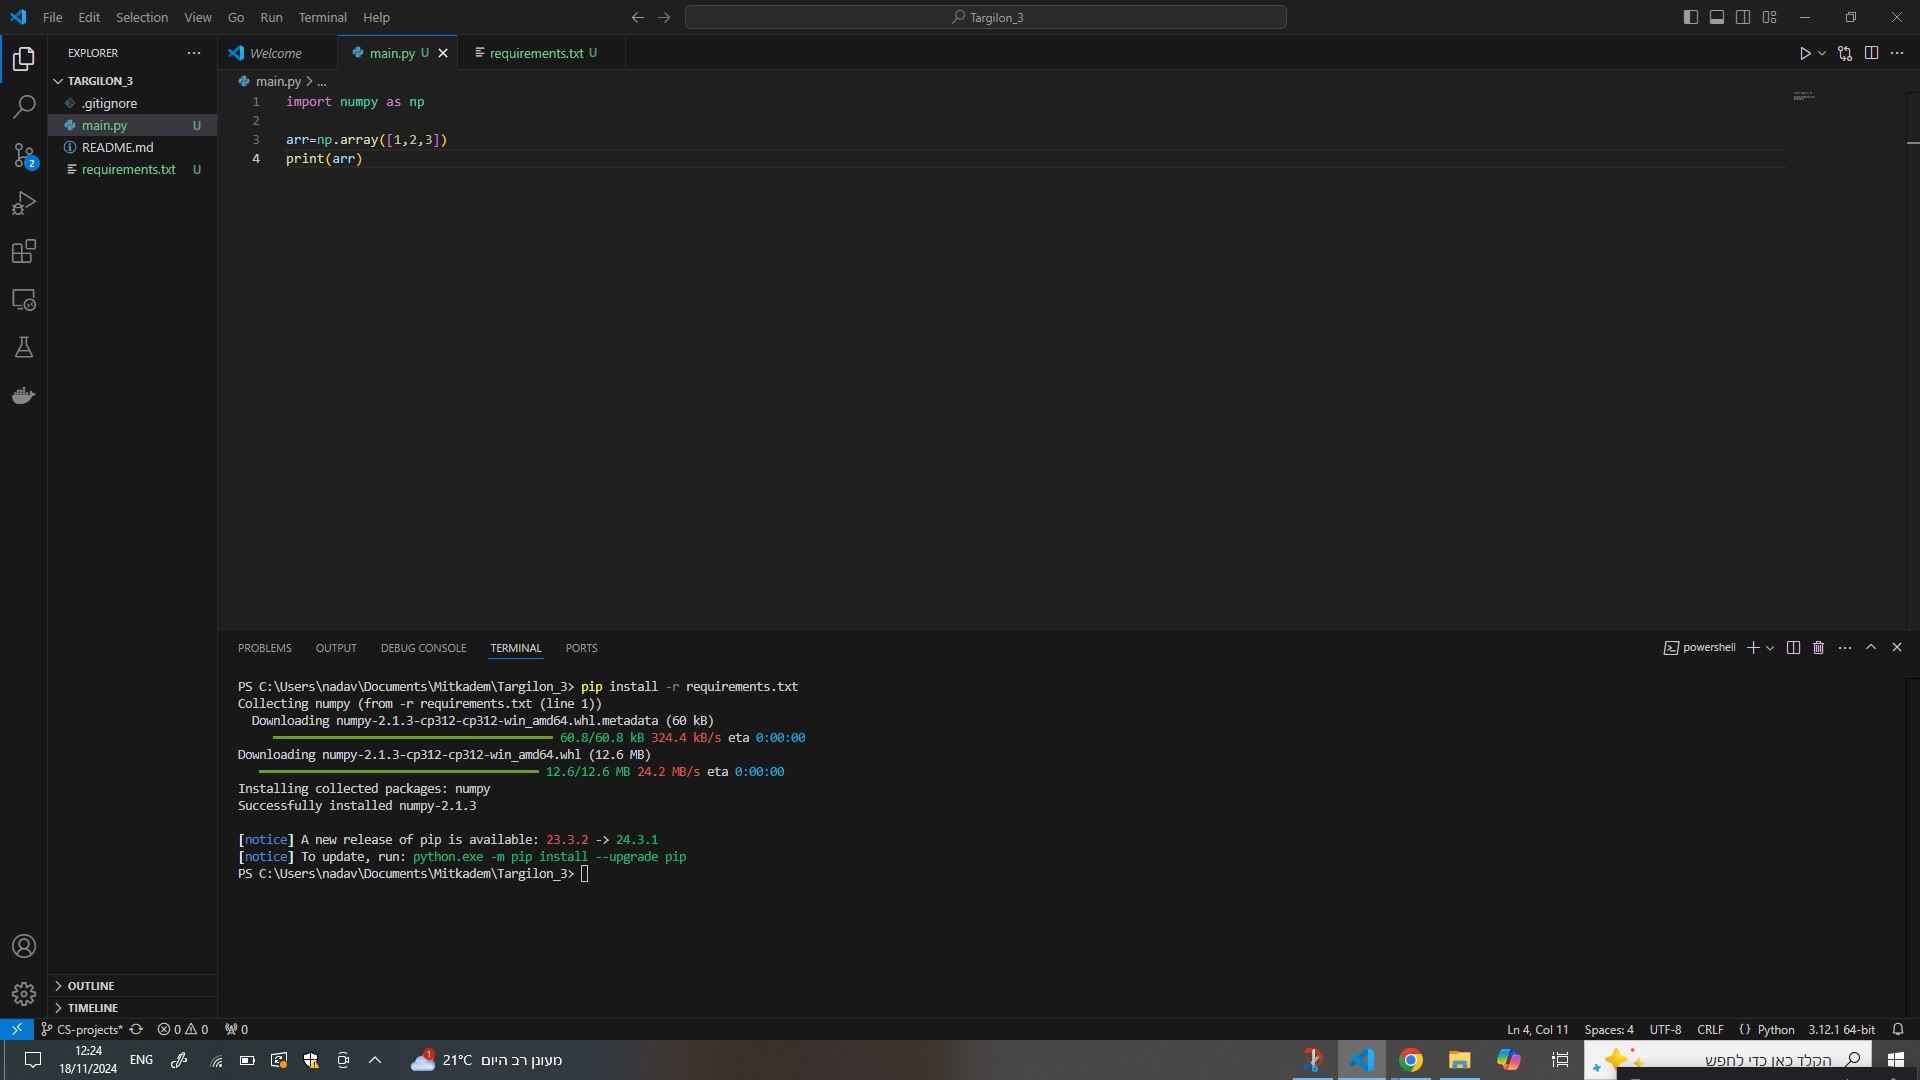 File Edit Selection View Go Run Terminal Help
Targilon_3
EXPLORER
Welcome main.py U requirements.txt U
TARGILON_3
.gitignore
main.py U
README.md
requirements.txt U
2
main.py > ...
1 import numpy as np
2
3 arr=np.array([1,2,3])
4 print(arr)
PROBLEMS OUTPUT DEBUG CONSOLE TERMINAL PORTS
powershell
PS C:\Users\nadav\Documents\Mitkadem\Targilon_3> pip install -r requirements.txt
Collecting numpy (from -r requirements.txt (line 1))
Downloading numpy-2.1.3-cp312-cp312-win_amd64.whl.metadata (60 kB)
60.8/60.8 kB 324.4 kB/s eta 0:00:00
Downloading numpy-2.1.3-cp312-cp312-win_amd64.whl (12.6 MB)
12.6/12.6 MB 24.2 MB/s eta 0:00:00
Installing collected packages: numpy
Successfully installed numpy-2.1.3
[notice] A new release of pip is available: 23.3.2 -> 24.3.1
[notice] To update, run: python.exe -m pip install --upgrade pip
PS C:\Users\nadav\Documents\Mitkadem\Targilon_3>
OUTLINE
TIMELINE
CS-projects* 0 0 0
Ln 4, Col 11 Spaces: 4 UTF-8 CRLF {} Python 3.12.1 64-bit
12:24
18/11/2024
ENG
1
21°C מעונן רב היום
הקלד כאן כדי לחפש